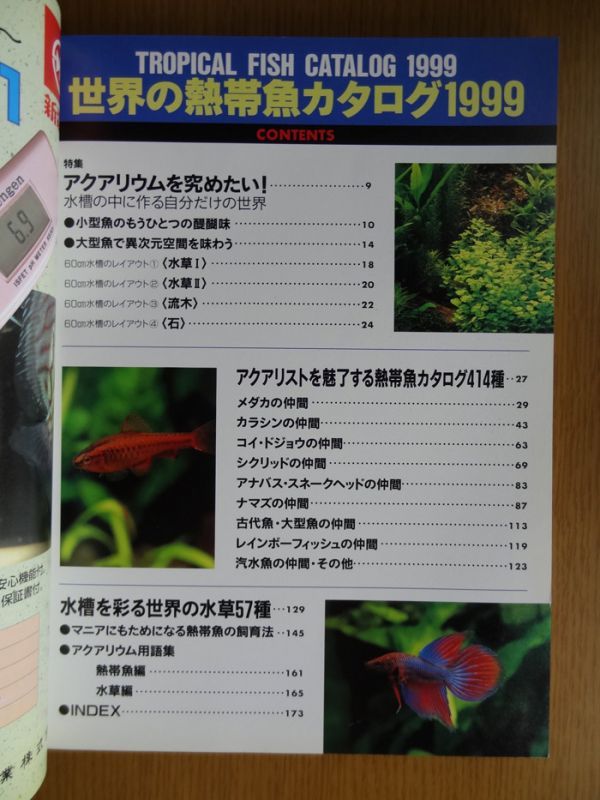 TROPICAL FISH CATALOG 1999
世界の熱帯魚カタログ1999
CONTENTS
特集
アクアリウムを究めたい!……9
水槽の中に作る自分だけの世界
●小型魚のもうひとつの醍醐味……10
●大型魚で異次元空間を味わう……14
60cm水槽のレイアウト①〈水草Ⅰ〉……18
60cm水槽のレイアウト②〈水草Ⅱ〉……20
60cm水槽のレイアウト③〈流木〉……22
60cm水槽のレイアウト④〈石〉……24
アクアリストを魅了する熱帯魚カタログ414種‥27
メダカの仲間……29
カラシンの仲間……43
コイ・ドジョウの仲間……63
シクリッドの仲間……69
アナバス・スネークヘッドの仲間……83
ナマズの仲間……87
古代魚・大型魚の仲間……113
レインボーフィッシュの仲間……119
汽水魚の仲間・その他……123
水槽を彩る世界の水草57種‥129
●マニアにもためになる熱帯魚の飼育法‥145
●アクアリウム用語集
熱帯魚編……161
水草編……165
●INDEX……173
6.9
ISFET pH METER
安心機能付
保証書付。
業 株式